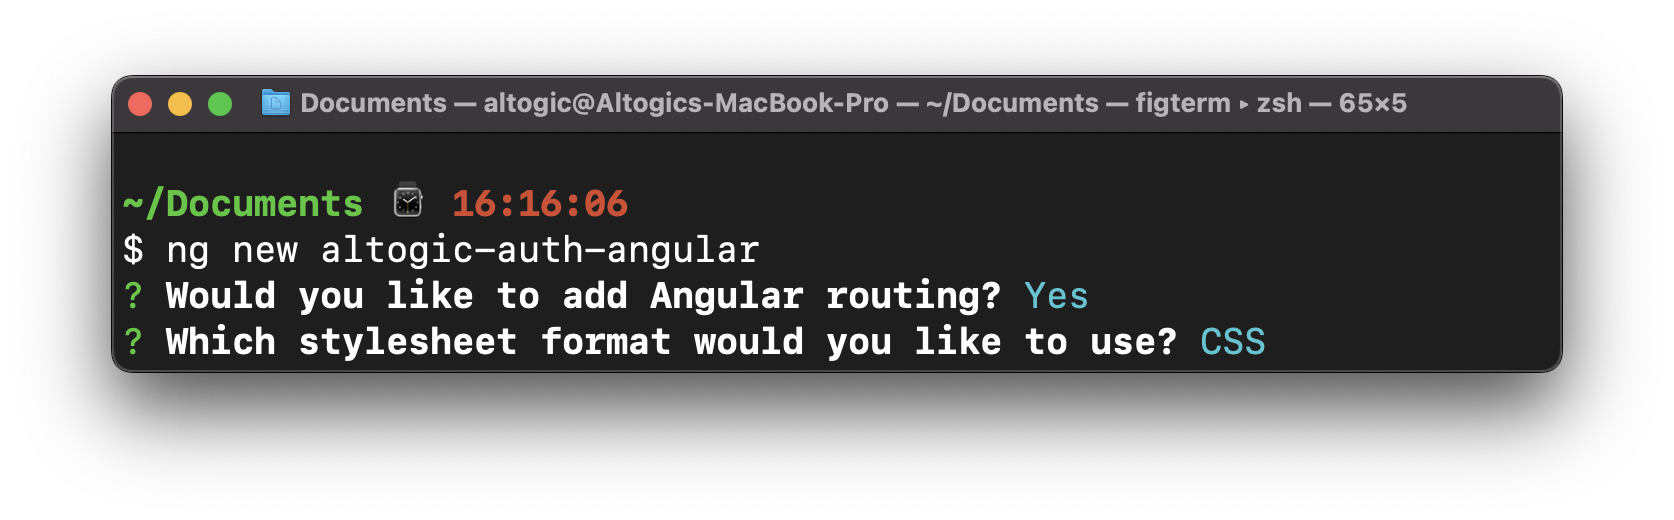 Documents — altogic@Altogics-MacBook-Pro — ~/Documents — figterm ▸ zsh — 65×5
~/Documents ⌚ 16:16:06
$ ng new altogic-auth-angular
? Would you like to add Angular routing? Yes
? Which stylesheet format would you like to use? CSS